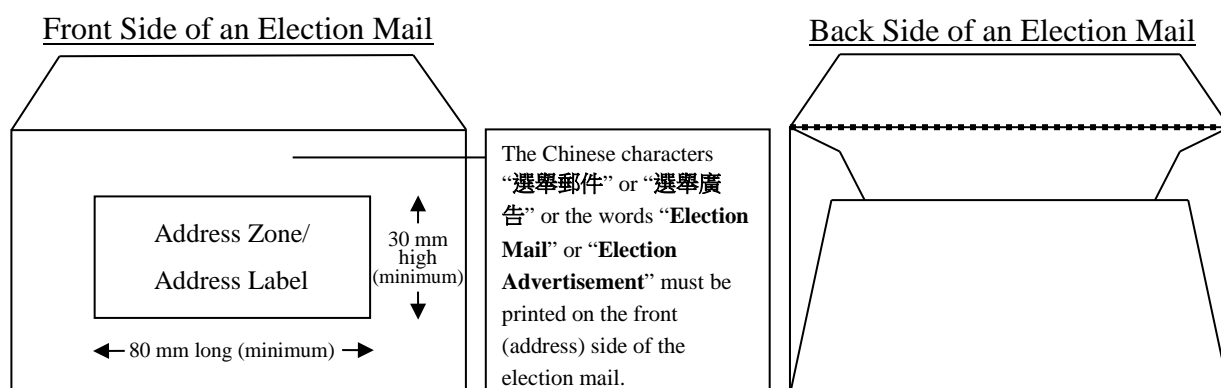 Front Side of an Election Mail
Back Side of an Election Mail
The Chinese characters
“選舉郵件” or “選舉廣
告” or the words “Election
Mail” or “Election
Advertisement” must be
printed on the front
(address) side of the
election mail.
Address Zone/
Address Label
30 mm
high
(minimum)
80 mm long (minimum)